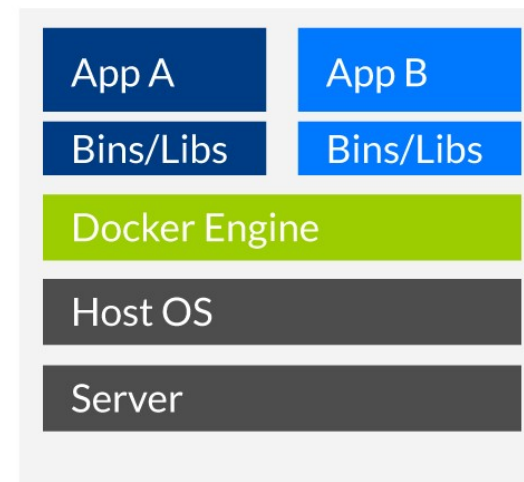 App A
App B
Bins/Libs
Bins/Libs
Docker Engine
Host OS
Server